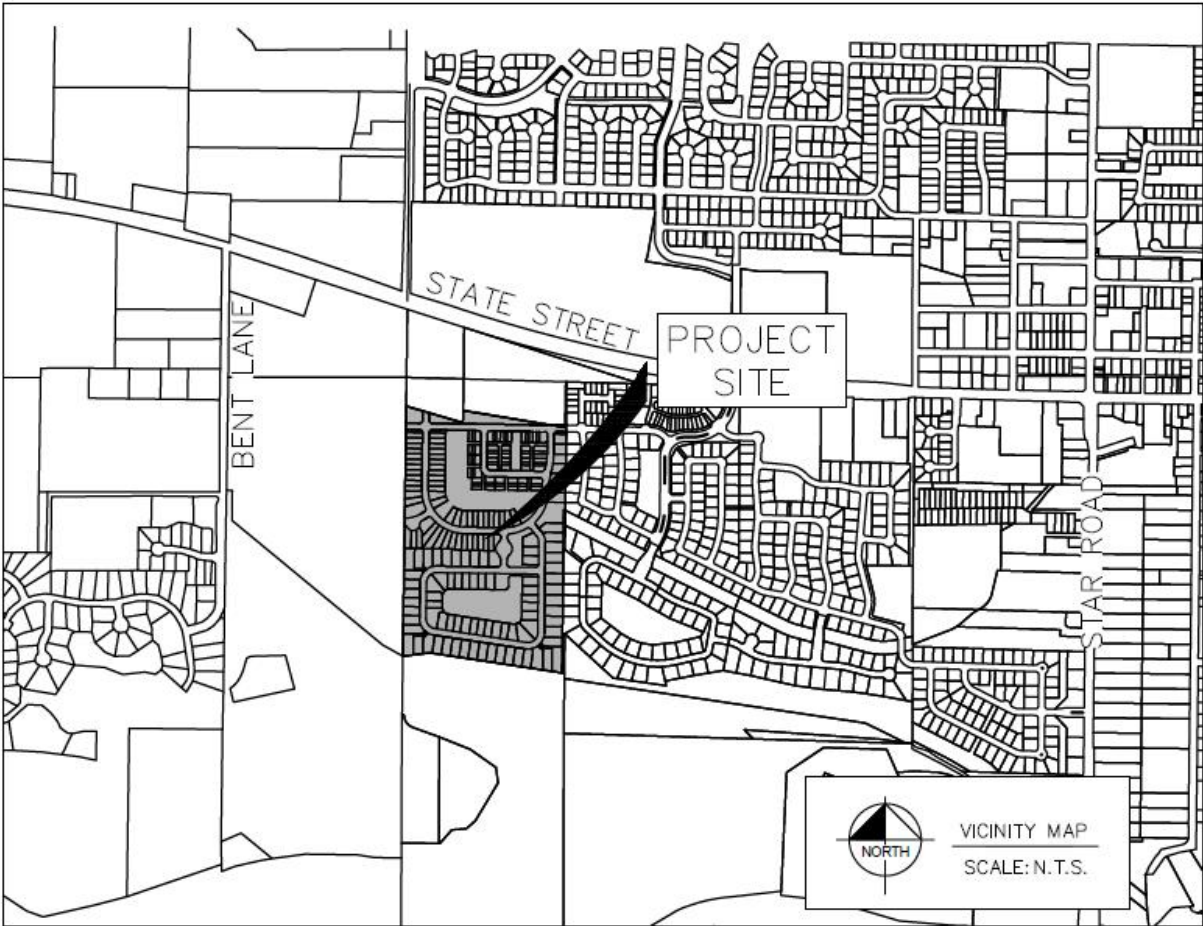 STATE STREET
PROJECT
SITE
BENT LANE
STAR ROAD
NORTH
VICINITY MAP
SCALE: N.T.S.